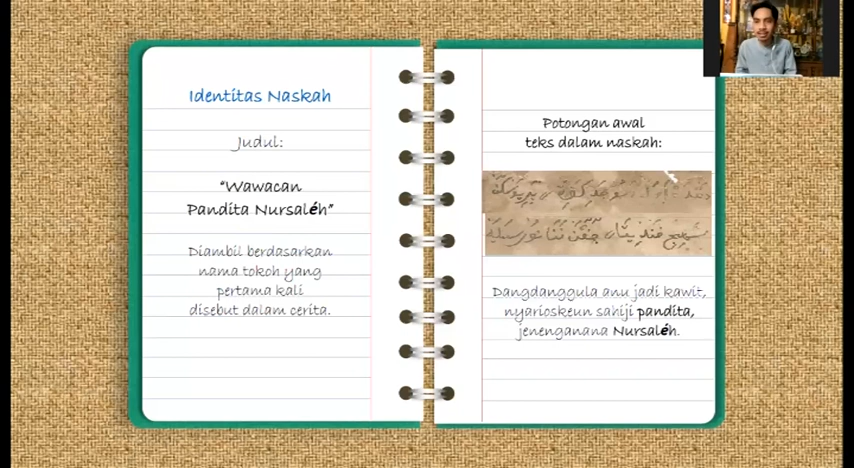 Identitas Naskah
Judul:
“Wawacan
Pandita Nursaléh”
Diambil berdasarkan
nama tokoh yang
pertama kali
disebut dalam cerita.
Potongan awal
teks dalam naskah:
Dangdanggula anu jadi kawit,
nyarioskeun sahiji pandita,
jenenganana Nursaléh.